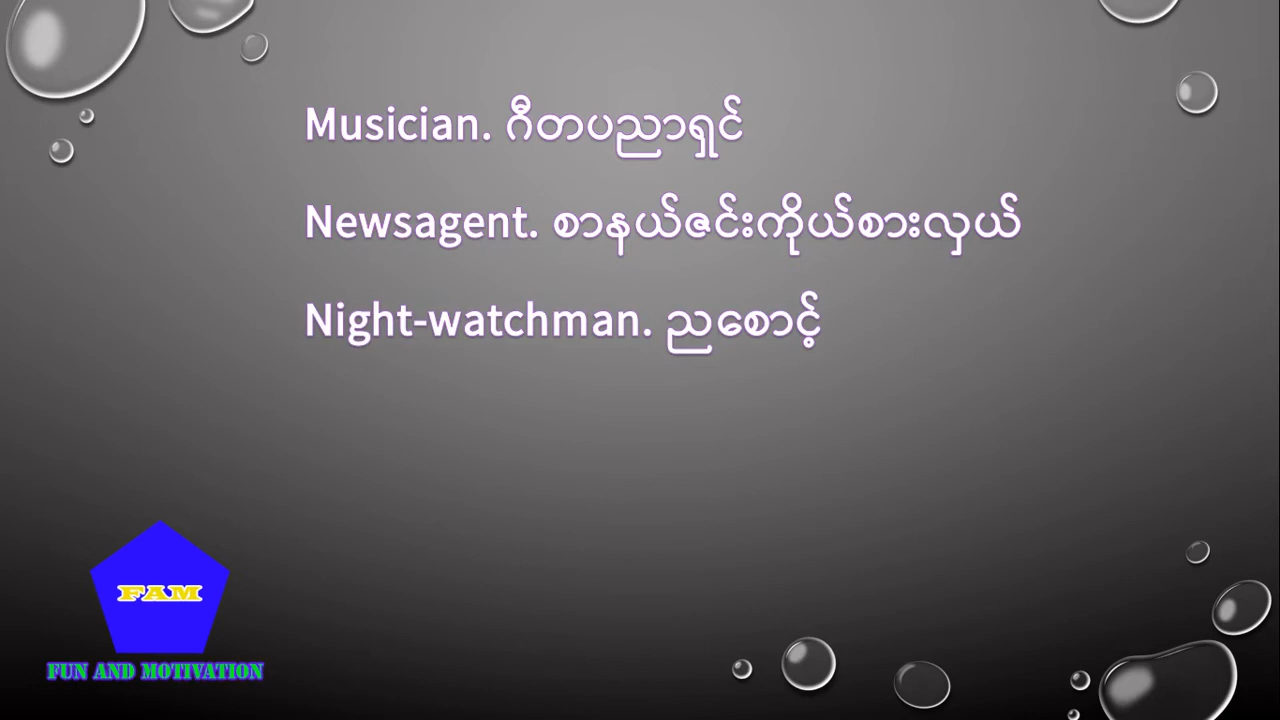 Musician. ဂီတပညာရှင်
Newsagent. စာနယ်ဇင်းကိုယ်စားလှယ်
Night-watchman. ညစောင့်
FAM
FUN AND MOTIVATION